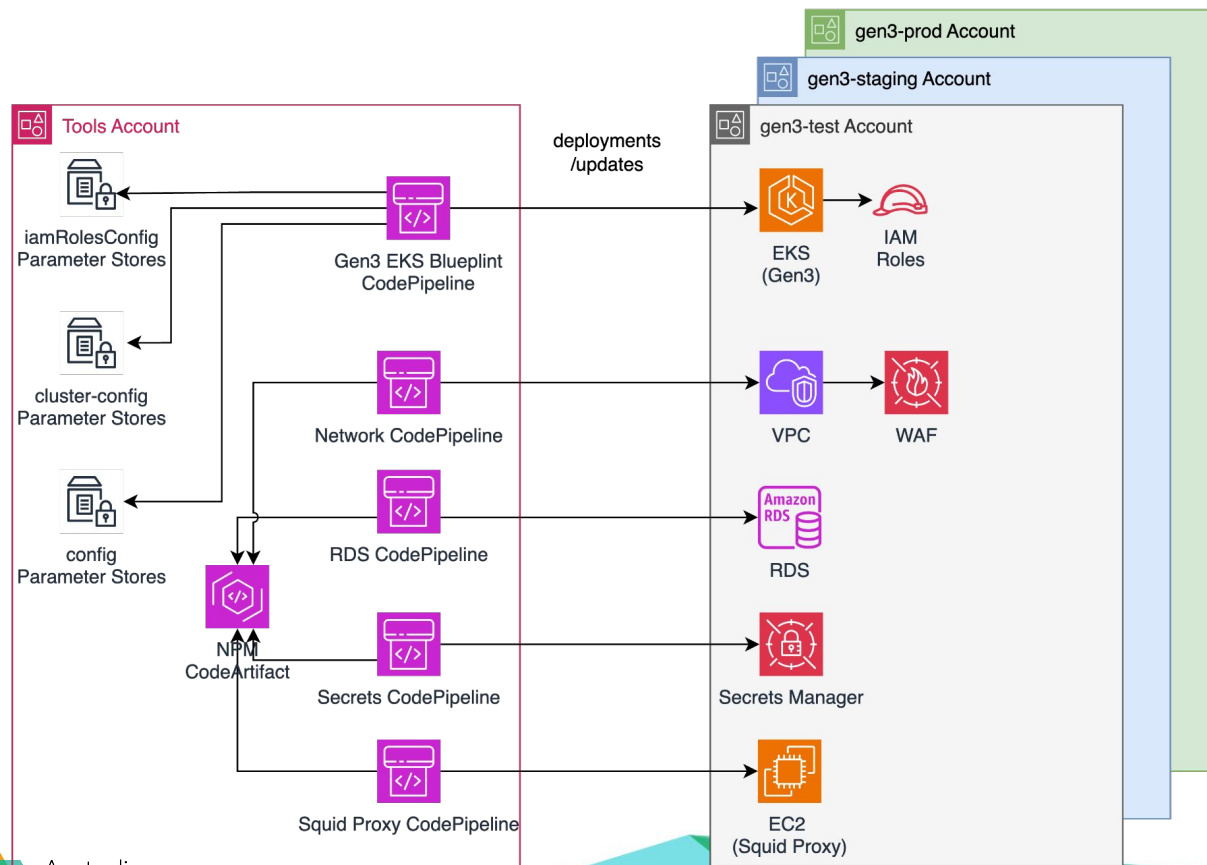 gen3-prod Account
gen3-staging Account
Tools Account
gen3-test Account
deployments
/updates
iamRolesConfig
Parameter Stores
Gen3 EKS Blueplint
CodePipeline
EKS
(Gen3)
IAM
Roles
cluster-config
Parameter Stores
Network CodePipeline
VPC
WAF
config
Parameter Stores
RDS CodePipeline
Amazon
RDS
RDS
NPM
CodeArtifact
Secrets CodePipeline
Secrets Manager
Squid Proxy CodePipeline
EC2
(Squid Proxy)